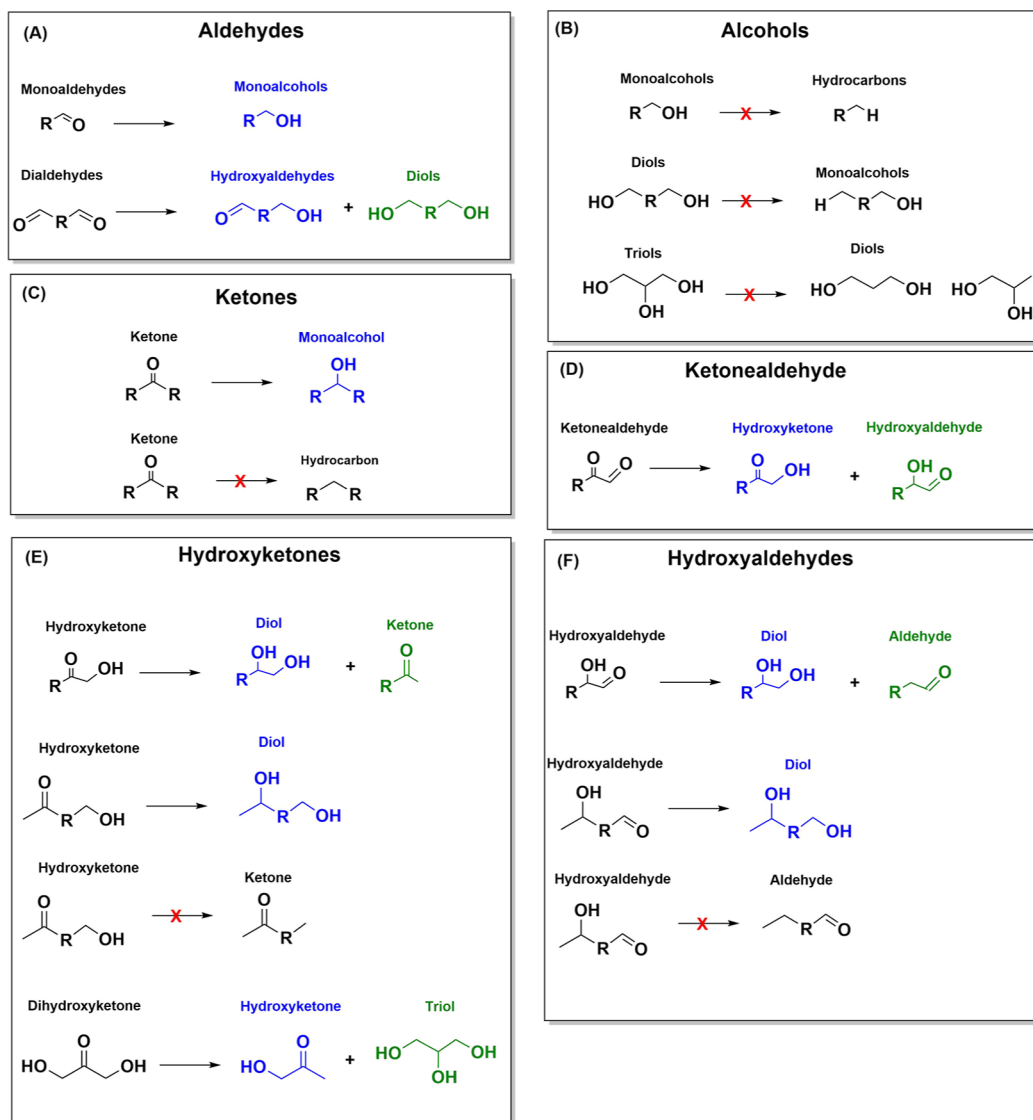 (A)
Aldehydes
Monoaldehydes
Monoalcohols
R
O
R
OH
Dialdehydes
Hydroxyaldehydes
Diols
O
R
O
O
R
OH
+
HO
R
OH
(B)
Alcohols
Monoalcohols
Hydrocarbons
R
OH
X
R
H
Diols
Monoalcohols
HO
R
OH
X
H
R
OH
Triols
Diols
HO
OH
OH
X
HO
OH
HO
OH
(C)
Ketones
Ketone
Monoalcohol
O
R
R
OH
R
R
Ketone
Hydrocarbon
O
R
R
X
R
R
(D)
Ketonealdehyde
Ketonealdehyde
Hydroxyketone
Hydroxyaldehyde
O
O
R
O
OH
R
+
OH
R
O
(E)
Hydroxyketones
Hydroxyketone
Diol
Ketone
O
OH
R
OH
OH
R
+
O
R
Hydroxyketone
Diol
O
R
OH
OH
R
OH
Hydroxyketone
Ketone
O
R
OH
X
O
R
Dihydroxyketone
Hydroxyketone
Triol
O
HO
OH
O
HO
+
HO
OH
OH
(F)
Hydroxyaldehydes
Hydroxyaldehyde
Diol
Aldehyde
OH
R
O
OH
OH
R
+
R
O
Hydroxyaldehyde
Diol
OH
R
O
OH
R
OH
Hydroxyaldehyde
Aldehyde
OH
R
O
X
R
O